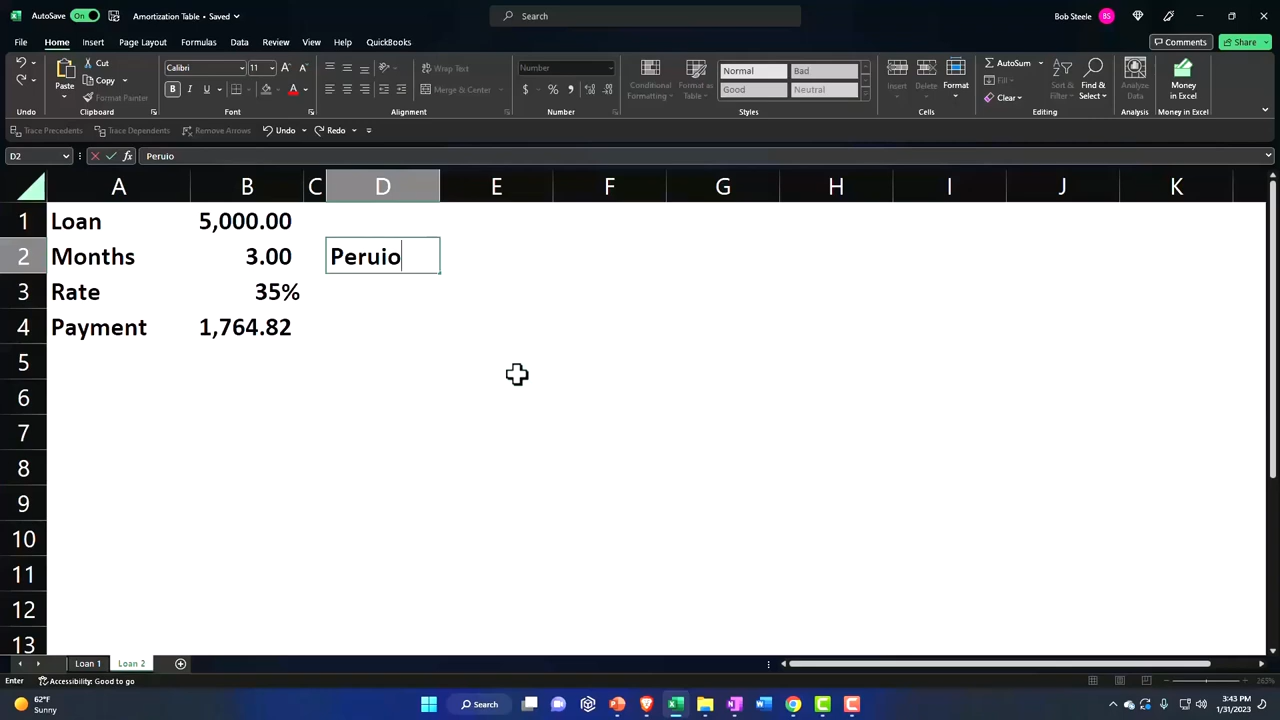 AutoSave On Amortization Table • Saved Search Bob Steele BS
File Home Insert Page Layout Formulas Data Review View Help QuickBooks Comments Share
Cut Calibri 11 Wrap Text Number Normal Bad AutoSum
Copy Paste Conditional Formatting Format as Table Insert Delete Format Fill Sort & Filter Find & Select Analyze Data Money in Excel
Format Painter B I U A Merge & Center $ % Good Neutral Clear
Undo Clipboard Font Alignment Number Styles Cells Editing Analysis Money in Excel
Trace Precedents Trace Dependents Remove Arrows Undo Redo
D2 fx Peruio
A B C D E F G H I J K
1 Loan 5,000.00
2 Months 3.00 Peruio
3 Rate 35%
4 Payment 1,764.82
5
6
7
8
9
10
11
12
13
Loan 1 Loan 2
Enter Accessibility: Good to go 263%
62°F Sunny Search 3:43 PM 1/31/2023